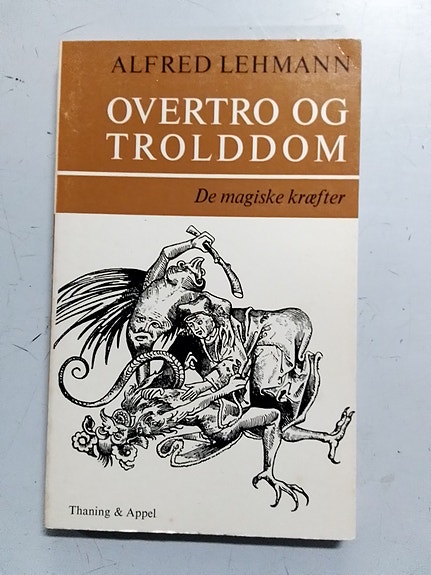 ALFRED LEHMANN
OVERTRO OG
TROLDDOM
De magiske kræfter
Thaning & Appel